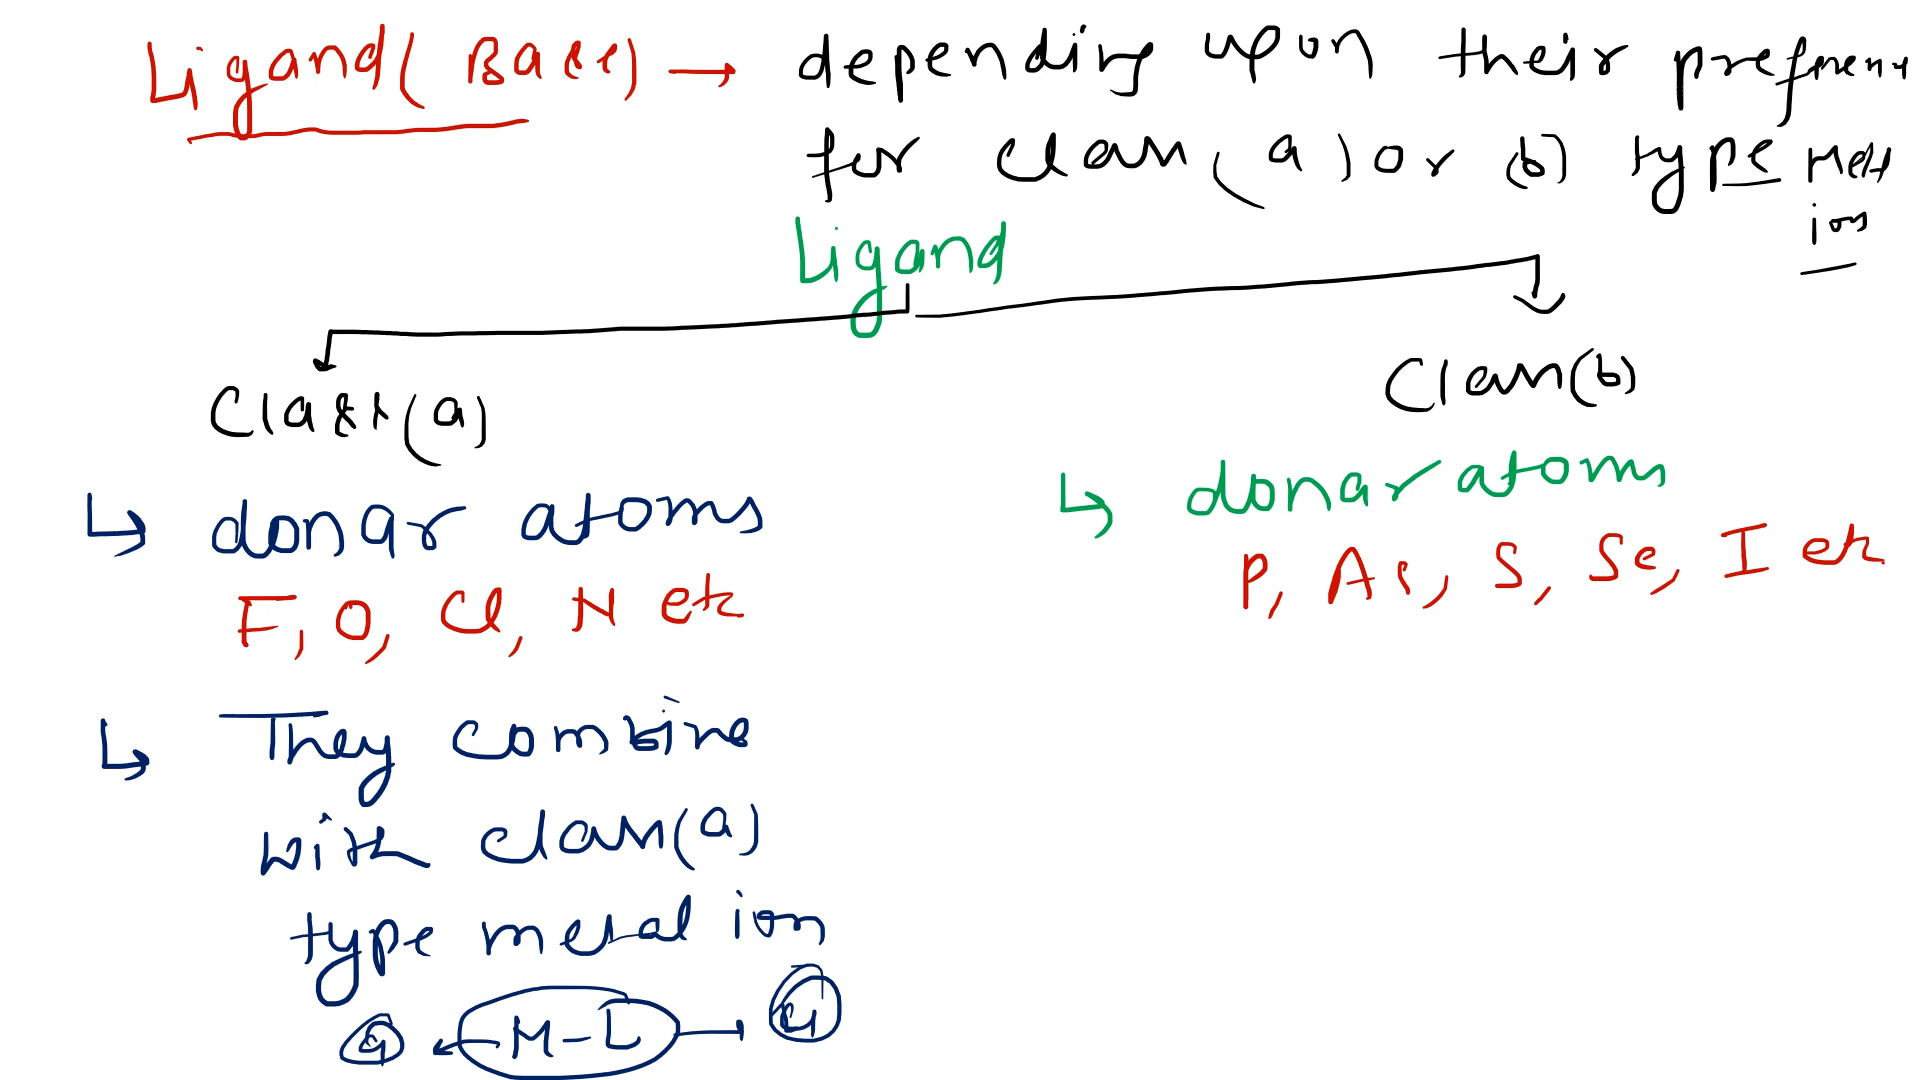 Ligand (Base) → depending upon their preference
for class (a) or (b) type Metal
ion
Ligand
Class (a)
Class (b)
↳ donar atoms
F, O, Cl, N etc
↳ donar atoms
P, As, S, Se, I etc
↳ They combine
with class (a)
type metal ion
(a) ← M-L → (a)